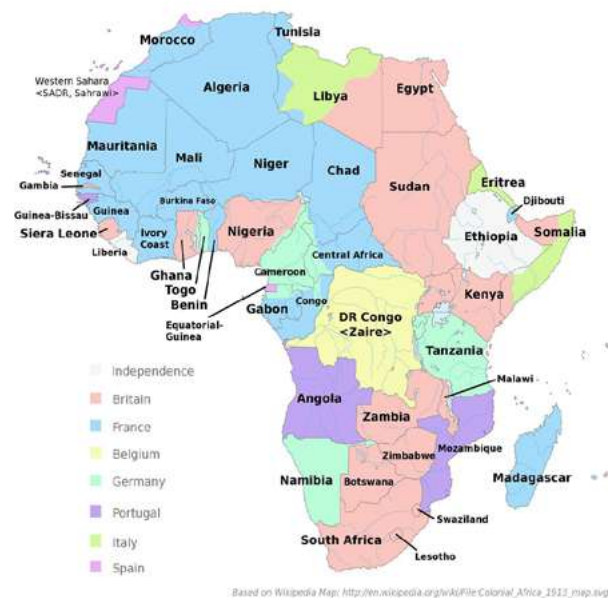 Morocco
Tunisia
Western Sahara
<SADR, Sahrawi>
Algeria
Libya
Egypt
Mauritania
Mali
Niger
Chad
Sudan
Eritrea
Djibouti
Senegal
Gambia
Guinea-Bissau
Guinea
Burkina Faso
Siera Leone
Ivory
Coast
Nigeria
Liberia
Ethiopia
Somalia
Central Africa
Ghana
Togo
Benin
Cameroon
Equatorial-
Guinea
Gabon
Congo
DR Congo
<Zaire>
Kenya
Tanzania
Malawi
Angola
Zambia
Mozambique
Zimbabwe
Namibia
Botswana
Madagascar
Swaziland
South Africa
Lesotho
Independence
Britain
France
Belgium
Germany
Portugal
Italy
Spain
Based on Wikipedia Map: http://en.wikipedia.org/wiki/File:Colonial_Africa_1913_map.svg